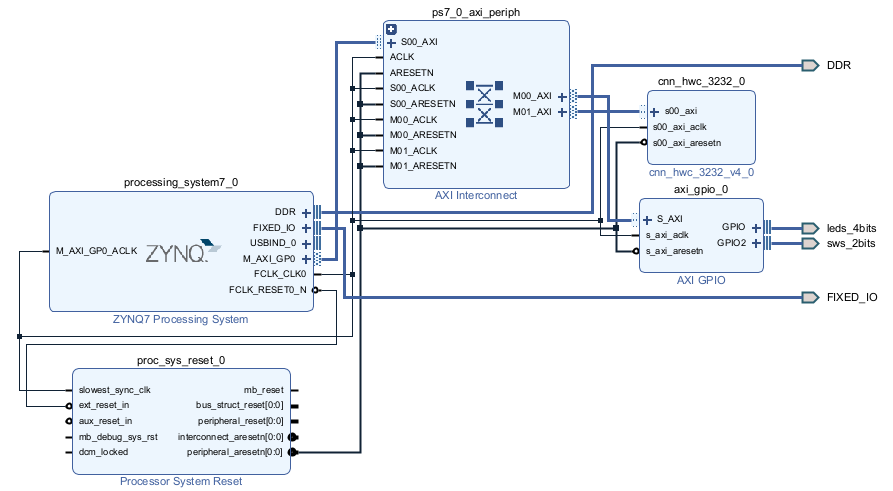 ps7_0_axi_periph
S00_AXI
ACLK
ARESETN
S00_ACLK
S00_ARESETN
M00_ACLK
M00_ARESETN
M01_ACLK
M01_ARESETN
M00_AXI
M01_AXI
AXI Interconnect
DDR
cnn_hwc_3232_0
s00_axi
s00_axi_aclk
s00_axi_aresetn
cnn_hwc_3232_v4_0
axi_gpio_0
S_AXI
s_axi_aclk
s_axi_aresetn
GPIO
GPIO2
AXI GPIO
leds_4bits
sws_2bits
FIXED_IO
processing_system7_0
M_AXI_GP0_ACLK
ZYNQ
DDR
FIXED_IO
USBIND_0
M_AXI_GP0
FCLK_CLK0
FCLK_RESET0_N
ZYNQ7 Processing System
proc_sys_reset_0
slowest_sync_clk
ext_reset_in
aux_reset_in
mb_debug_sys_rst
dcm_locked
mb_reset
bus_struct_reset[0:0]
peripheral_reset[0:0]
interconnect_aresetn[0:0]
peripheral_aresetn[0:0]
Processor System Reset